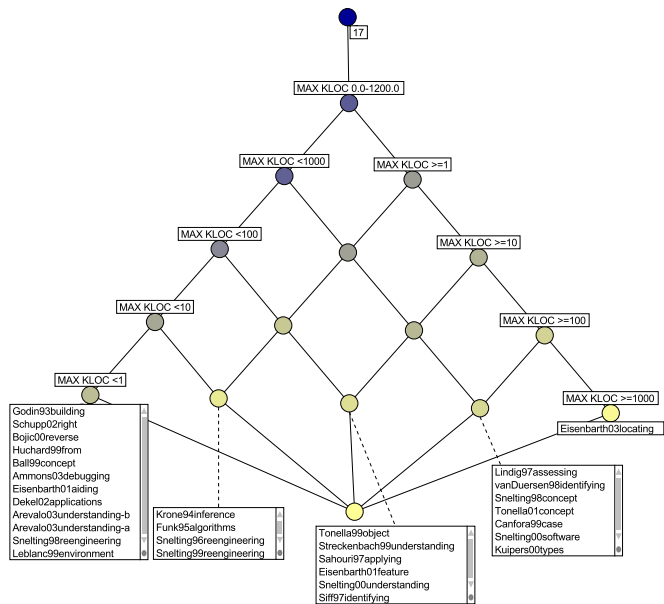 17
MAX KLOC 0.0-1200.0
MAX KLOC <1000
MAX KLOC >=1
MAX KLOC <100
MAX KLOC >=10
MAX KLOC <10
MAX KLOC >=100
MAX KLOC <1
MAX KLOC >=1000
Godin93building
Schupp02right
Bojic00reverse
Huchard99from
Ball99concept
Ammons03debugging
Eisenbarth01aiding
Dekel02applications
Arevalo03understanding-b
Arevalo03understanding-a
Snelting98reengineering
Leblanc99environment
Eisenbarth03locating
Krone94inference
Funk95algorithms
Snelting96reengineering
Snelting99reengineering
Tonella99object
Streckenbach99understanding
Sahouri97applying
Eisenbarth01feature
Snelting00understanding
Siff97identifying
Lindig97assessing
vanDuersen98identifying
Snelting98concept
Tonella01concept
Canfora99case
Snelting00software
Kuipers00types